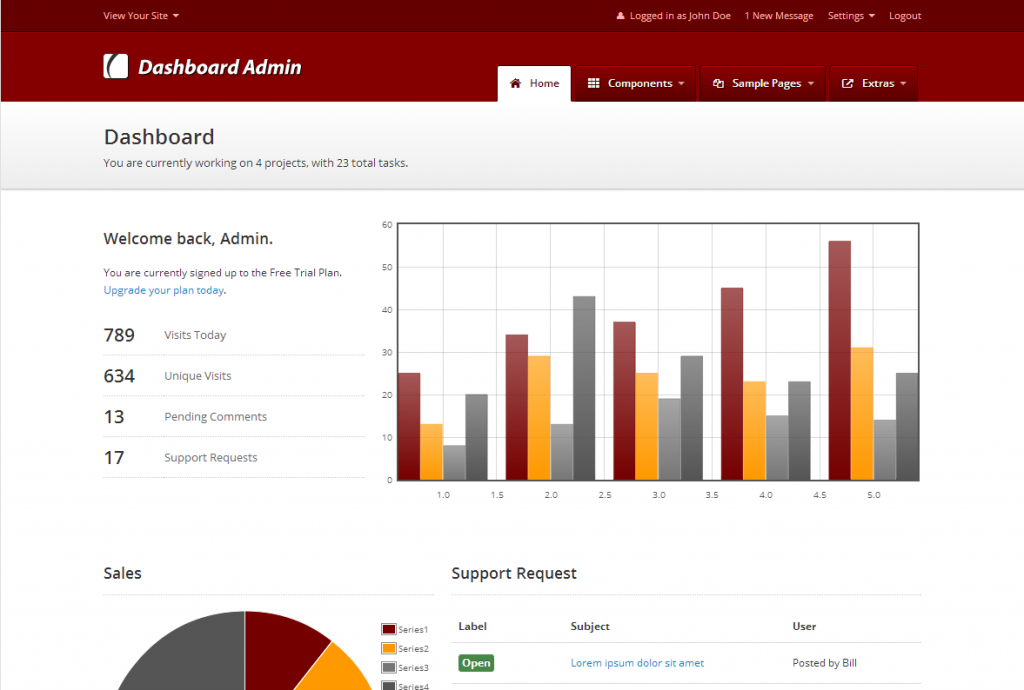 View Your Site
Logged in as John Doe 1 New Message Settings Logout
Dashboard Admin
Home Components Sample Pages Extras
Dashboard
You are currently working on 4 projects, with 23 total tasks.
Welcome back, Admin.
You are currently signed up to the Free Trial Plan.
Upgrade your plan today.
789 Visits Today
634 Unique Visits
13 Pending Comments
17 Support Requests
60
50
40
30
20
10
0
1.0 1.5 2.0 2.5 3.0 3.5 4.0 4.5 5.0
Sales
Series1
Series2
Series3
Series4
Support Request
Label Subject User
Open Lorem ipsum dolor sit amet Posted by Bill